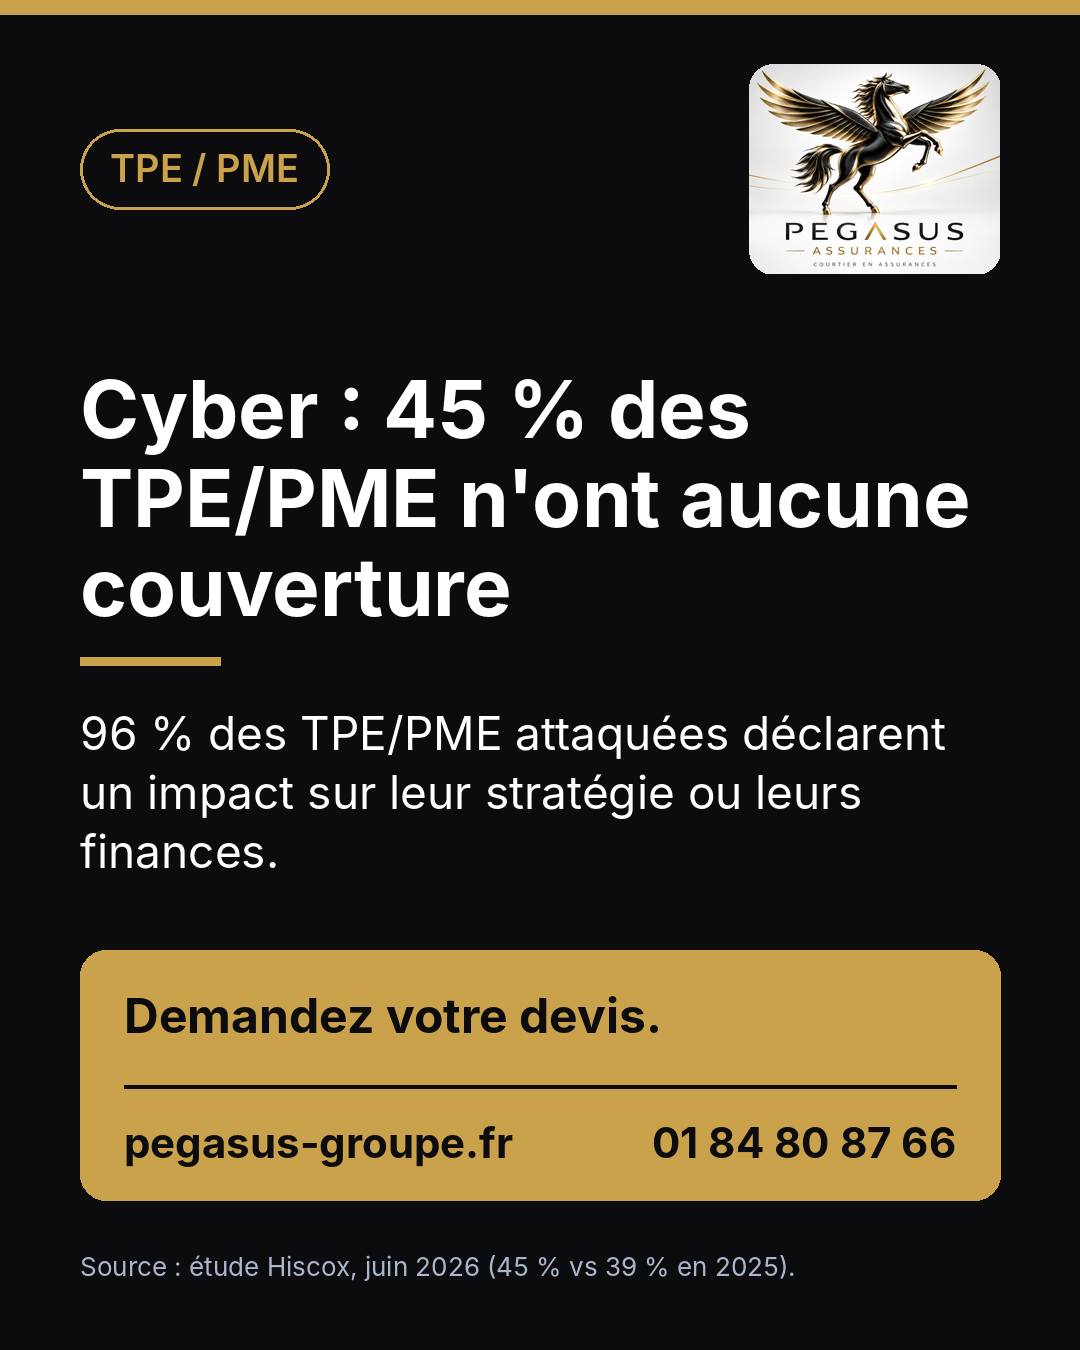 TPE / PME
PEGASUS
ASSURANCES
COURTIER EN ASSURANCES
Cyber : 45 % des
TPE/PME n'ont aucune
couverture
96 % des TPE/PME attaquées déclarent
un impact sur leur stratégie ou leurs
finances.
Demandez votre devis.
pegasus-groupe.fr
01 84 80 87 66
Source : étude Hiscox, juin 2026 (45 % vs 39 % en 2025).